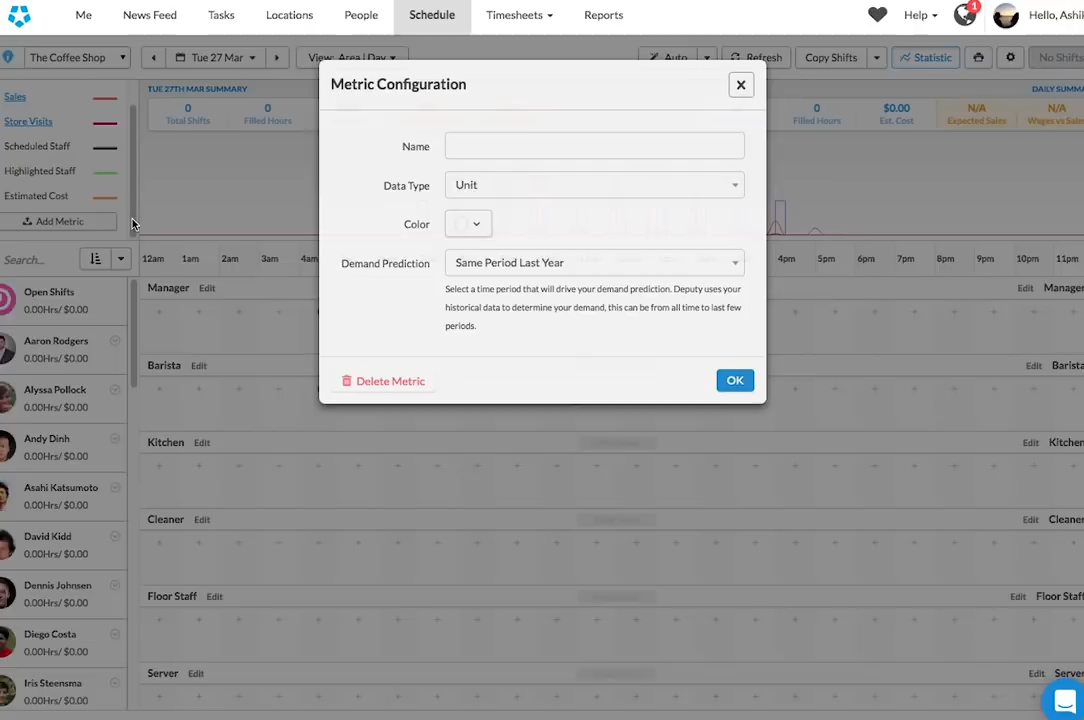 Me
News Feed
Tasks
Locations
People
Schedule
Timesheets
Reports
Help
1
Hello, Ashi
The Coffee Shop
Tue 27 Mar
View: Area | Day
Auto
Refresh
Copy Shifts
Statistic
No Shifts
Sales
Store Visits
Scheduled Staff
Highlighted Staff
Estimated Cost
Add Metric
TUE 27TH MAR SUMMARY
DAILY SUMMA
0
Total Shifts
0
Filled Hours
0
Filled Hours
$0.00
Est. Cost
N/A
Expected Sales
N/A
Wages vs Sale
Metric Configuration
Name
Data Type
Unit
Color
Demand Prediction
Same Period Last Year
Select a time period that will drive your demand prediction. Deputy uses your
historical data to determine your demand, this can be from all time to last few
periods.
Delete Metric
OK
Search...
12am 1am 2am 3am 4am
4pm 5pm 6pm 7pm 8pm 9pm 10pm 11pm
Open Shifts
0.00Hrs/ $0.00
Aaron Rodgers
0.00Hrs/ $0.00
Alyssa Pollock
0.00Hrs/ $0.00
Andy Dinh
0.00Hrs/ $0.00
Asahi Katsumoto
0.00Hrs/ $0.00
David Kidd
0.00Hrs/ $0.00
Dennis Johnsen
0.00Hrs/ $0.00
Diego Costa
0.00Hrs/ $0.00
Iris Steensma
0.00Hrs/ $0.00
Manager Edit
Edit Manager
Barista Edit
Edit Barista
Kitchen Edit
Edit Kitchen
Cleaner Edit
Edit Cleaner
Floor Staff Edit
Edit Floor Staff
Server Edit
Edit Server